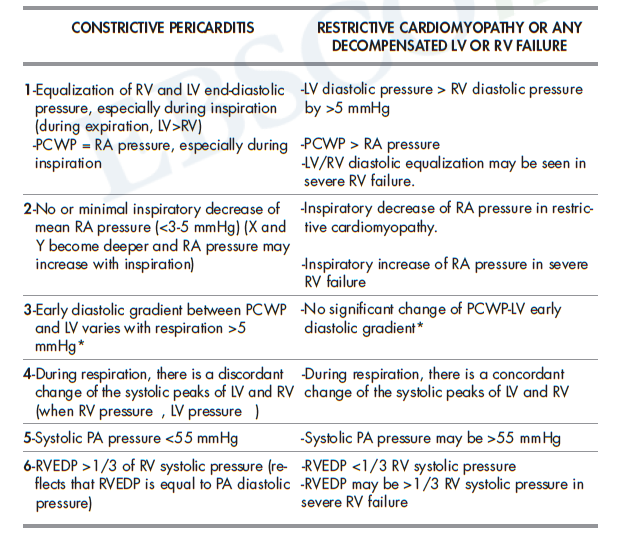 CONSTRICTIVE PERICARDITIS
RESTRICTIVE CARDIOMYOPATHY OR ANY
DECOMPENSATED LV OR RV FAILURE
1-Equalization of RV and LV end-diastolic
pressure, especially during inspiration
(during expiration, LV>RV)
-PCWP = RA pressure, especially during
inspiration
-LV diastolic pressure > RV diastolic pressure
by >5 mmHg
-PCWP > RA pressure
-LV/RV diastolic equalization may be seen in
severe RV failure.
2-No or minimal inspiratory decrease of
mean RA pressure (<3-5 mmHg) (X and
Y become deeper and RA pressure may
increase with inspiration)
-Inspiratory decrease of RA pressure in restric-
tive cardiomyopathy.
-Inspiratory increase of RA pressure in severe
RV failure
3-Early diastolic gradient between PCWP
and LV varies with respiration >5
mmHg*
-No significant change of PCWP-LV early
diastolic gradient*
4-During respiration, there is a discordant
change of the systolic peaks of LV and RV
(when RV pressure , LV pressure )
-During respiration, there is a concordant
change of the systolic peaks of LV and RV
5-Systolic PA pressure <55 mmHg
-Systolic PA pressure may be >55 mmHg
6-RVEDP >1/3 of RV systolic pressure (re-
flects that RVEDP is equal to PA diastolic
pressure)
-RVEDP <1/3 RV systolic pressure
-RVEDP may be >1/3 RV systolic pressure in
severe RV failure